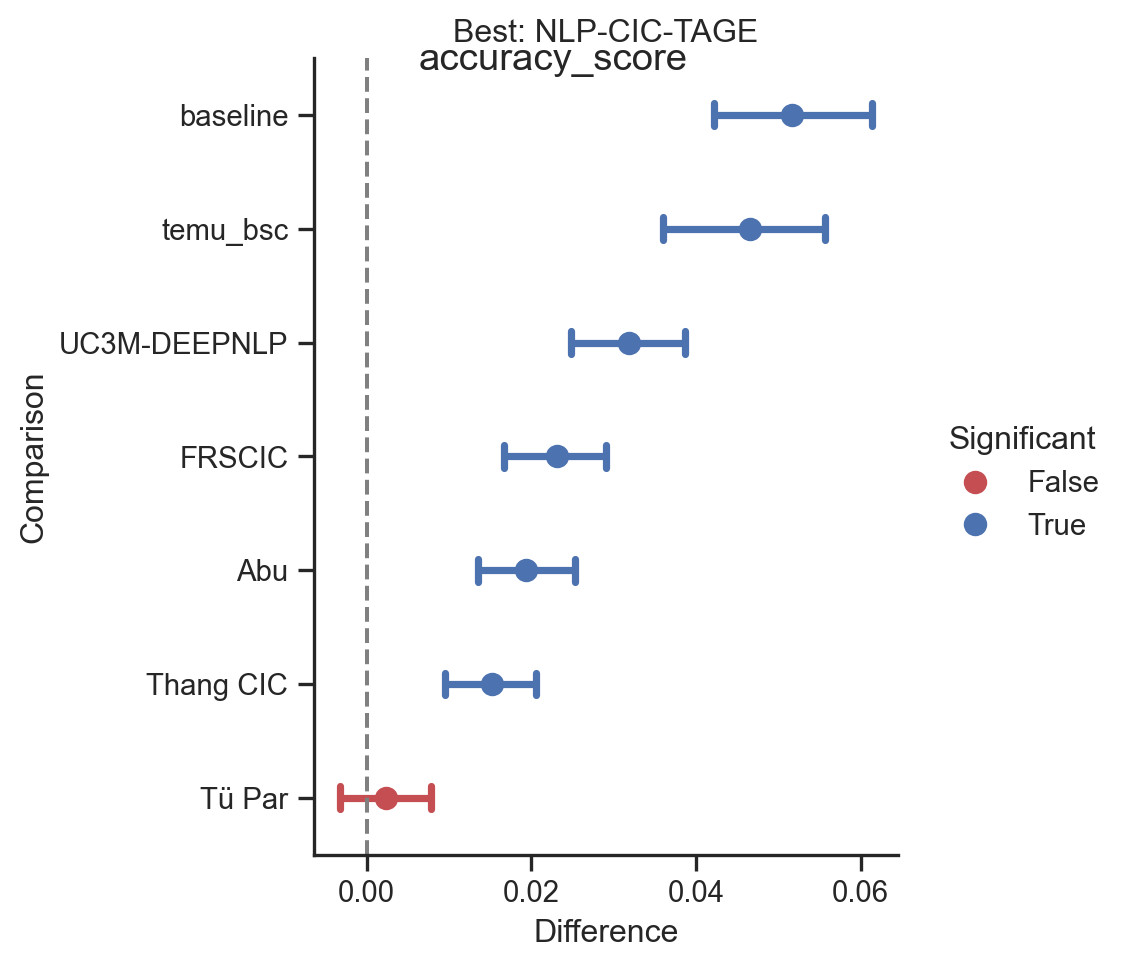 Best: NLP-CIC-TAGE
accuracy_score
baseline
temu_bsc
UC3M-DEEPNLP
FRSCIC
Abu
Thang CIC
Tü Par
Comparison
0.00 0.02 0.04 0.06
Difference
Significant
False
True